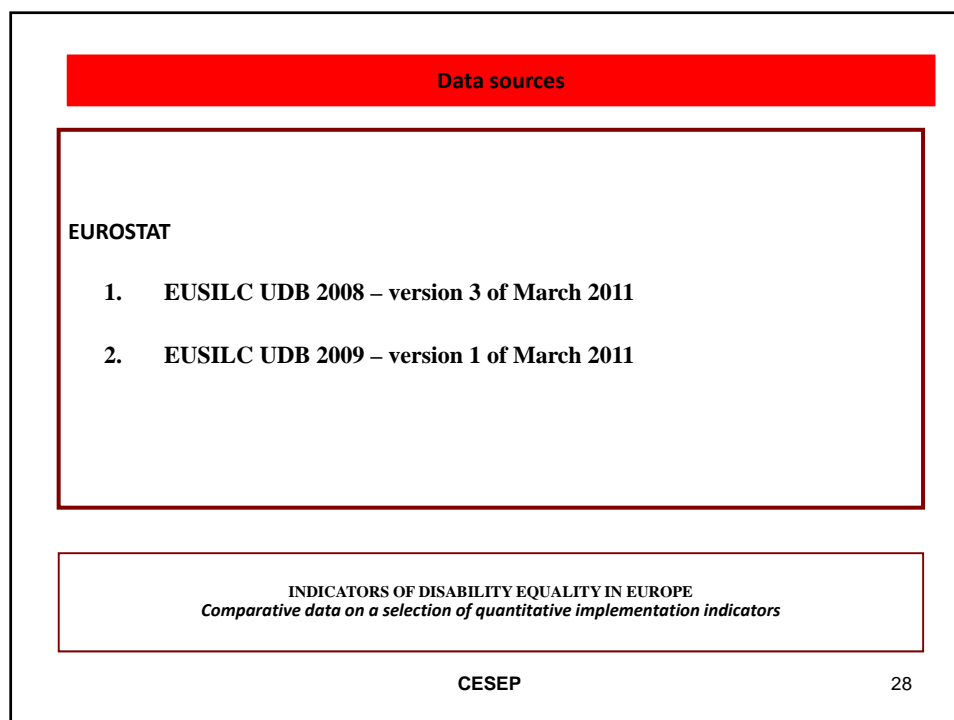 Data sources
EUROSTAT
1. EUSILC UDB 2008 – version 3 of March 2011
2. EUSILC UDB 2009 – version 1 of March 2011
INDICATORS OF DISABILITY EQUALITY IN EUROPE
Comparative data on a selection of quantitative implementation indicators
CESEP 28